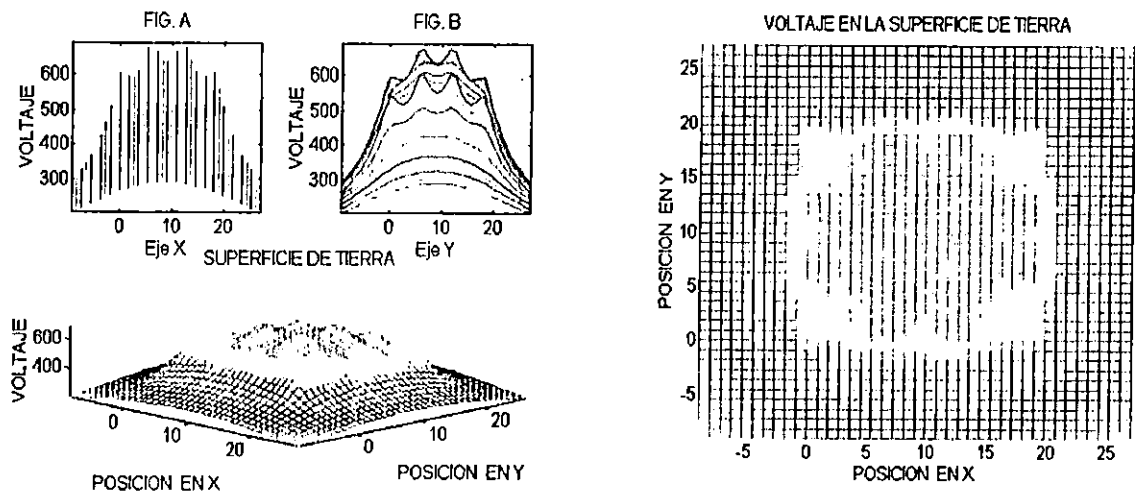 FIG. A
VOLTAJE
600
500
400
300
0 10 20
Eje X
FIG. B
VOLTAJE
600
500
400
300
0 20
Eje Y
SUPERFICIE DE TIERRA
VOLTAJE
600
400
0
10
20
POSICION EN X
0
10
20
POSICION EN Y
VOLTAJE EN LA SUPERFICIE DE TIERRA
POSICION EN Y
25
20
15
10
5
0
-5
-5 0 5 10 15 20 25
POSICION EN X